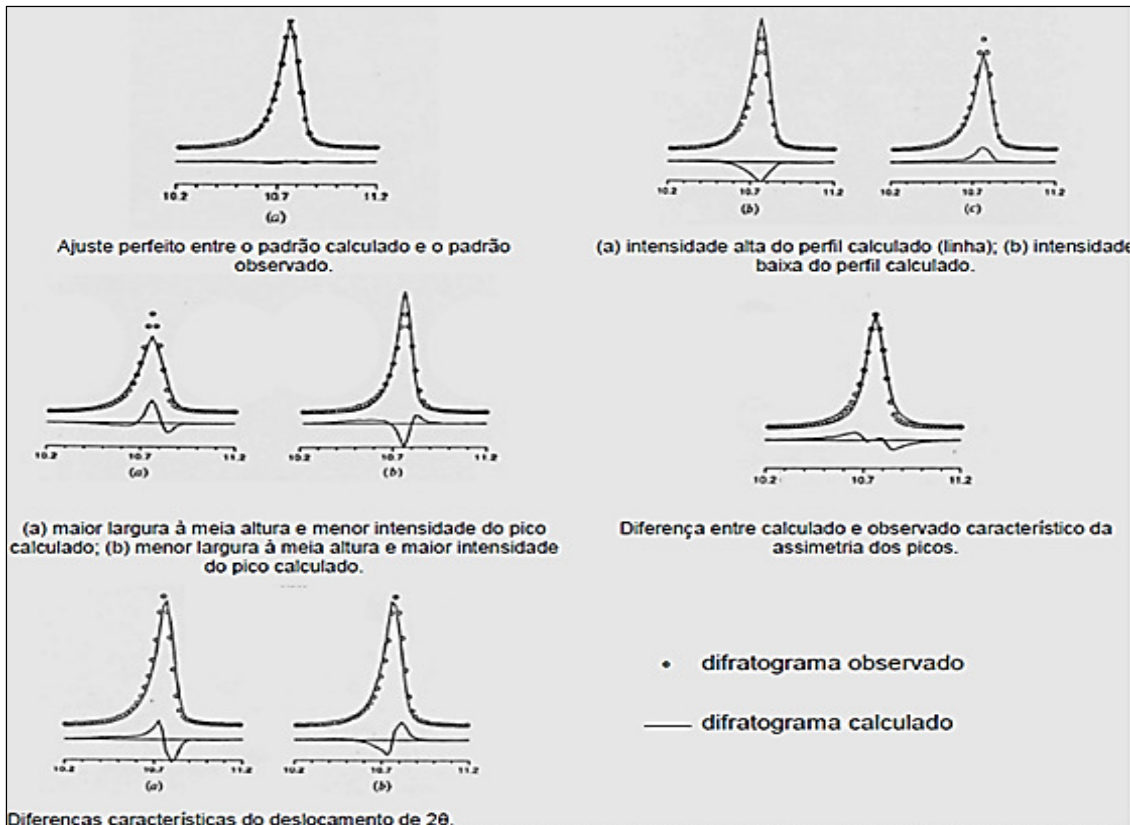 10.2 10.7 11.2
(a)
Ajuste perfeito entre o padrão calculado e o padrão
observado.
10.2 10.7 11.2
(b)
10.2 10.7 11.2
(c)
(a) intensidade alta do perfil calculado (linha); (b) intensidade
baixa do perfil calculado.
10.2 10.7 11.2
(a)
10.2 10.7 11.2
(b)
(a) maior largura à meia altura e menor intensidade do pico
calculado; (b) menor largura à meia altura e maior intensidade
do pico calculado.
10.2 10.7 11.2
Diferença entre calculado e observado característico da
assimetria dos picos.
10.2 10.7 11.2
(a)
10.2 10.7 11.2
(b)
Diferenças características do deslocamento de 2θ.
difratograma observado
difratograma calculado